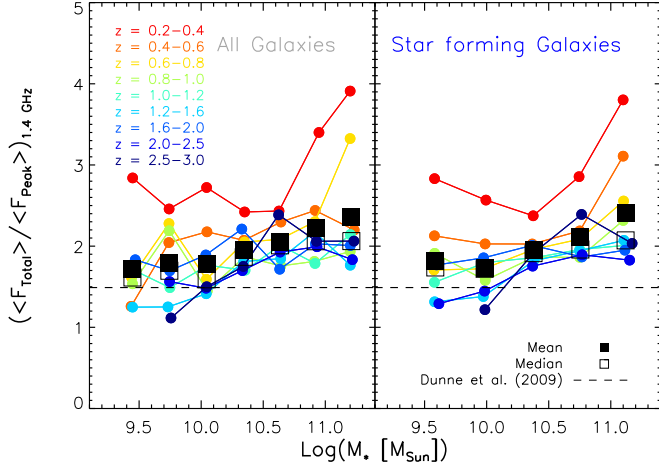 All Galaxies
Star forming Galaxies
z = 0.2-0.4
z = 0.4-0.6
z = 0.6-0.8
z = 0.8-1.0
z = 1.0-1.2
z = 1.2-1.6
z = 1.6-2.0
z = 2.0-2.5
z = 2.5-3.0
(<F_Total> / <F_Peak>)_1.4 GHz
5
4
3
2
1
0
Mean
Median
Dunne et al. (2009)
9.5 10.0 10.5 11.0
9.5 10.0 10.5 11.0
Log(M_* [M_Sun])